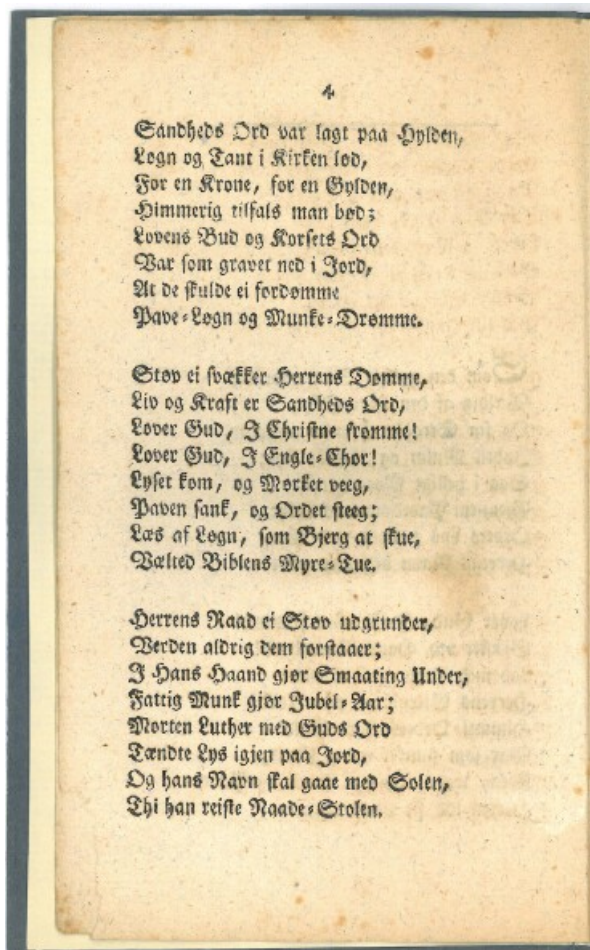 4
Sandheds Ord var lagt paa Hylden,
Løgn og Tant i Kirken lød,
For en Krone, for en Gylden,
Himmerig tilfals man bød;
Lovens Bud og Korsets Ord
Var som gravet ned i Jord,
At de skulde ei fordømme
Pave-Løgn og Munke-Drømme.
Støv ei svækker Herrens Domme,
Liv og Kraft er Sandheds Ord,
Lover Gud, I Christne fromme!
Lover Gud, I Engle-Chor!
Lyset kom, og Mørket veeg,
Paven sank, og Ordet steeg;
Læs af Løgn, som Bjerg at skue,
Vælted Biblens Myre-Tue.
Herrens Raad ei Støv udgrunder,
Verden aldrig dem forstaaer;
I Hans Haand gjør Smaating Under,
Fattig Munk gjør Jubel-Aar;
Morten Luther med Guds Ord
Tændte Lys igjen paa Jord,
Og hans Navn skal gaae med Solen,
Thi han reiste Naade-Stolen.